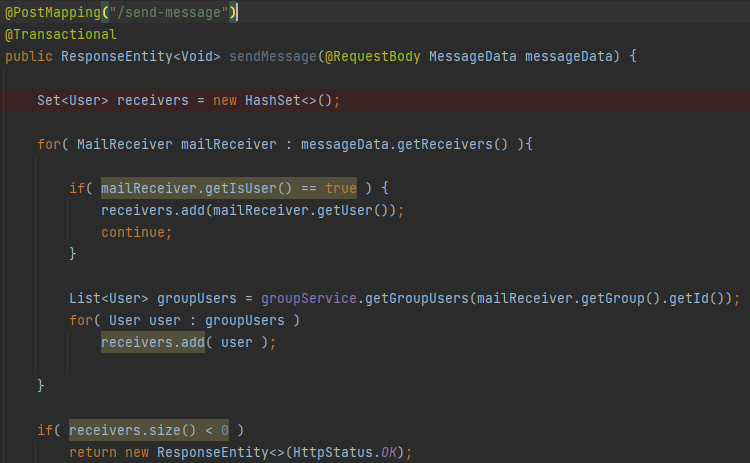 @PostMapping("/send-message")
@Transactional
public ResponseEntity<Void> sendMessage(@RequestBody MessageData messageData) {
Set<User> receivers = new HashSet<>();
for( MailReceiver mailReceiver : messageData.getReceivers() ){
if( mailReceiver.getIsUser() == true ) {
receivers.add(mailReceiver.getUser());
continue;
}
List<User> groupUsers = groupService.getGroupUsers(mailReceiver.getGroup().getId());
for( User user : groupUsers )
receivers.add( user );
}
if( receivers.size() < 0 )
return new ResponseEntity<>(HttpStatus.OK);